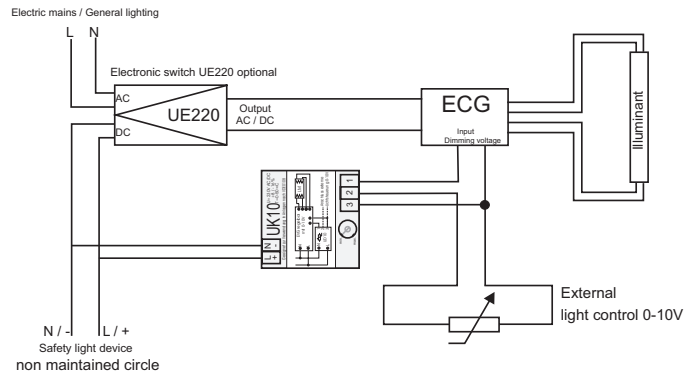 Electric mains / General lighting
L N
Electronic switch UE220 optional
AC
UE220
DC
Output
AC / DC
ECG
Input
Dimming voltage
Illuminant
UK10
N -
L +
1
2
3
External
light control 0-10V
N / - L / +
Safety light device
non maintained circle